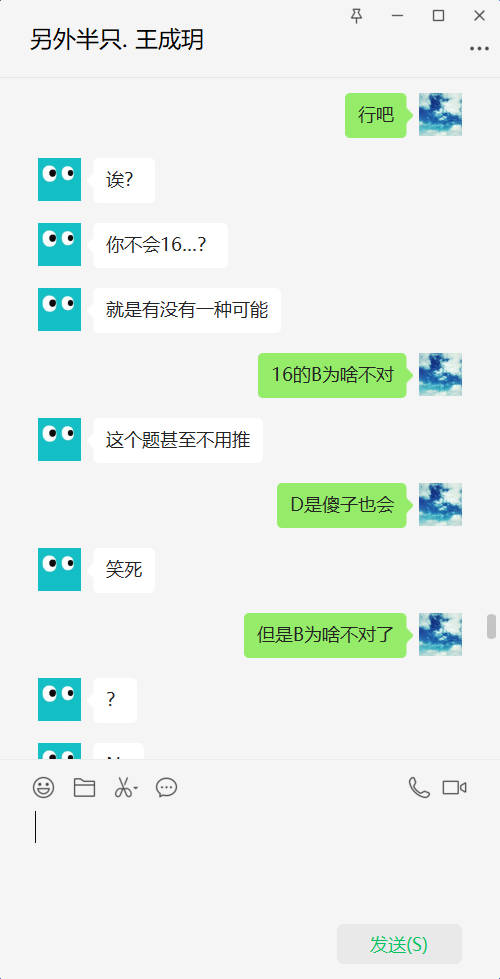 另外半只. 王成玥
行吧
诶？
你不会16...？
就是有没有一种可能
16的B为啥不对
这个题甚至不用推
D是傻子也会
笑死
但是B为啥不对了
？
发送(S)